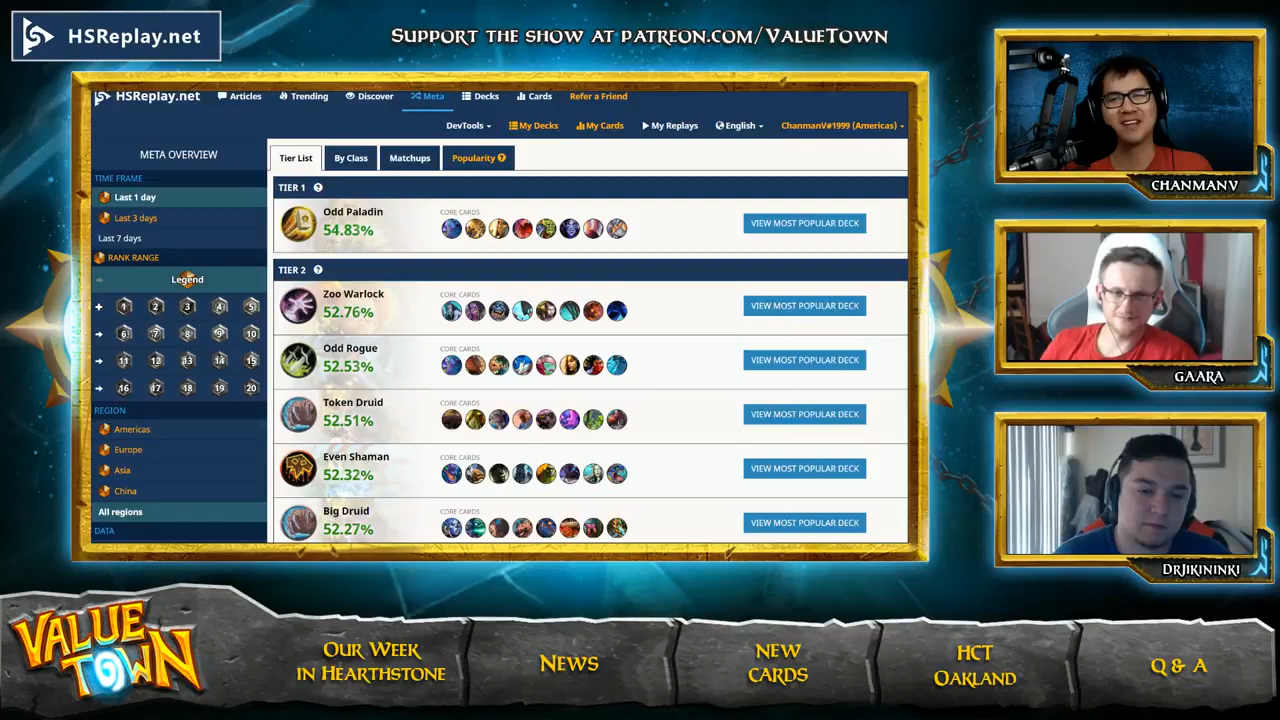 HSReplay.net
Support the show at patreon.com/ValueTown
HSReplay.net
Articles
Trending
Discover
Meta
Decks
Cards
Refer a Friend
DevTools
My Decks
My Cards
My Replays
English
ChanmanV#1999 (Americas)
META OVERVIEW
TIME FRAME
Last 1 day
Last 3 days
Last 7 days
RANK RANGE
Legend
1 2 3 4 5
6 7 8 9 10
11 12 13 14 15
16 17 18 19 20
REGION
Americas
Europe
Asia
China
All regions
DATA
Tier List
By Class
Matchups
Popularity ?
TIER 1 ?
Odd Paladin
54.83%
CORE CARDS
VIEW MOST POPULAR DECK
TIER 2 ?
Zoo Warlock
52.76%
CORE CARDS
VIEW MOST POPULAR DECK
Odd Rogue
52.53%
CORE CARDS
VIEW MOST POPULAR DECK
Token Druid
52.51%
CORE CARDS
VIEW MOST POPULAR DECK
Even Shaman
52.32%
CORE CARDS
VIEW MOST POPULAR DECK
Big Druid
52.27%
CORE CARDS
VIEW MOST POPULAR DECK
ChanmanV
Gaara
DrJikininki
Value
Town
Our Week
in Hearthstone
News
New
Cards
HCT
Oakland
Q & A